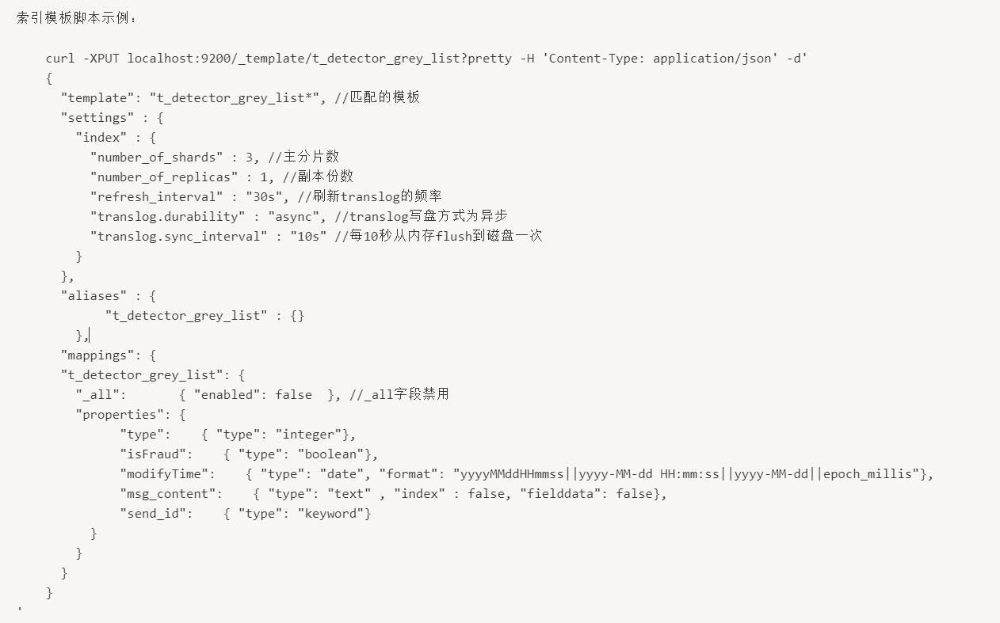 索引模板脚本示例：
curl -XPUT localhost:9200/_template/t_detector_grey_list?pretty -H 'Content-Type: application/json' -d'
{
"template": "t_detector_grey_list*", //匹配的模板
"settings" : {
"index" : {
"number_of_shards" : 3, //主分片数
"number_of_replicas" : 1, //副本份数
"refresh_interval" : "30s", //刷新translog的频率
"translog.durability" : "async", //translog写盘方式为异步
"translog.sync_interval" : "10s" //每10秒从内存flush到磁盘一次
}
},
"aliases" : {
"t_detector_grey_list" : {}
},
"mappings": {
"t_detector_grey_list": {
"_all":       { "enabled": false  }, //_all字段禁用
"properties": {
"type":    { "type": "integer"},
"isFraud":    { "type": "boolean"},
"modifyTime":    { "type": "date", "format": "yyyyMMddHHmmss||yyyy-MM-dd HH:mm:ss||yyyy-MM-dd||epoch_millis"},
"msg_content":    { "type": "text" , "index" : false, "fielddata": false},
"send_id":    { "type": "keyword"}
}
}
}
}
'